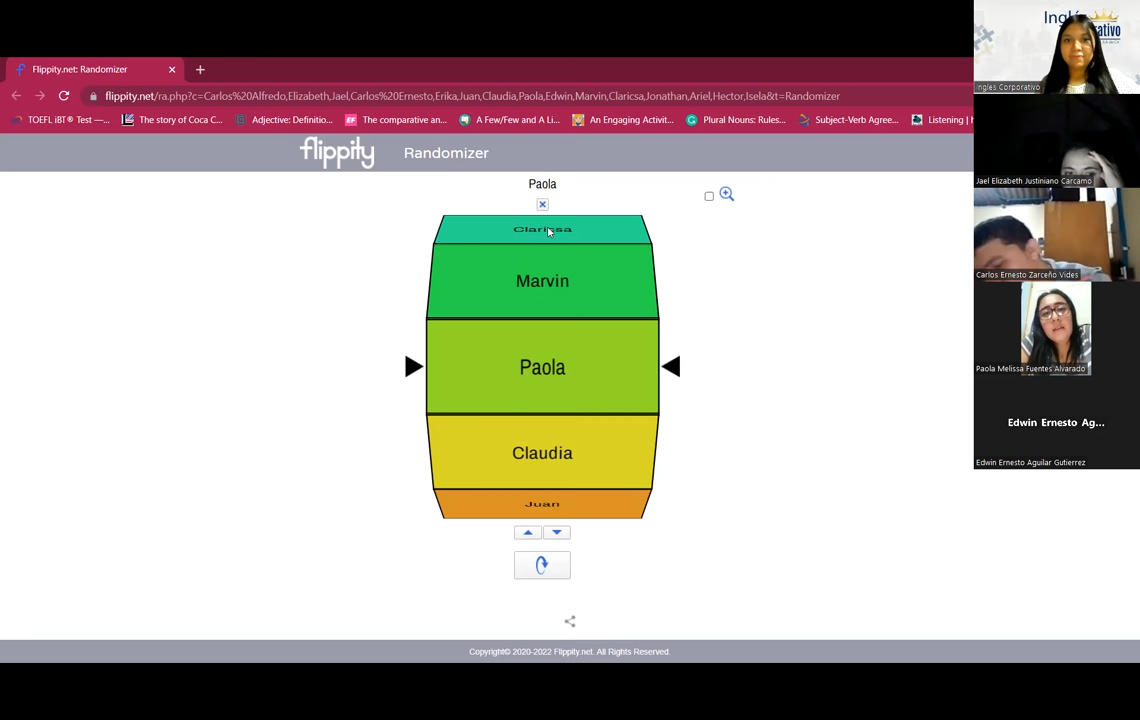 Flippity.net: Randomizer
flippity.net/ra.php?c=Carlos%20Alfredo,Elizabeth,Jael,Carlos%20Ernesto,Erika,Juan,Claudia,Paola,Edwin,Marvin,Claricsa,Jonathan,Ariel,Hector,Isela&t=Randomizer
TOEFL iBT® Test —...
The story of Coca C...
Adjective: Definitio...
The comparative an...
A Few/Few and A Li...
An Engaging Activit...
Plural Nouns: Rules...
Subject-Verb Agree...
Listening |
flippity
Randomizer
Paola
Marvin
Paola
Claudia
Juan
Copyright© 2020-2022 Flippity.net. All Rights Reserved.
Ingles Corporativo
Jael Elizabeth Justiniano Carcamo
Carlos Ernesto Zarceño Vides
Paola Melissa Fuentes Alvarado
Edwin Ernesto Ag...
Edwin Ernesto Aguilar Gutierrez